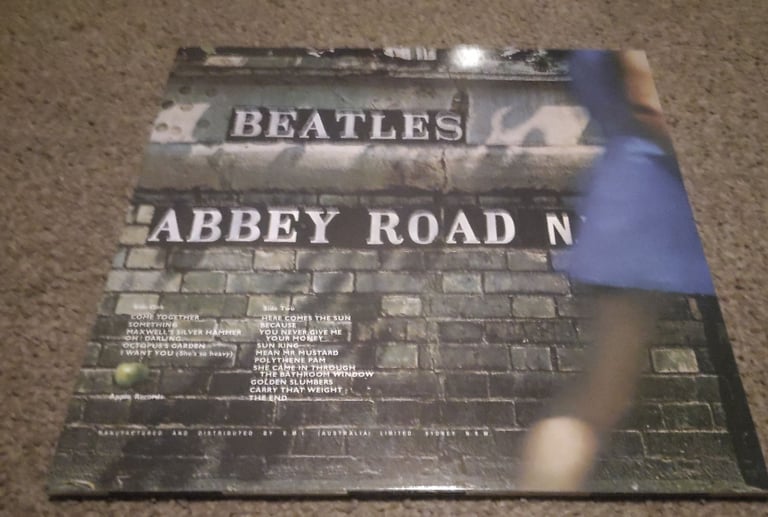 BEATLES
ABBEY ROAD N
Side One
COME TOGETHER
SOMETHING
MAXWELL'S SILVER HAMMER
OH! DARLING
OCTOPUS'S GARDEN
I WANT YOU (She's so heavy)
Side Two
HERE COMES THE SUN
BECAUSE
YOU NEVER GIVE ME
YOUR MONEY
SUN KING
MEAN MR MUSTARD
POLYTHENE PAM
SHE CAME IN THROUGH
THE BATHROOM WINDOW
GOLDEN SLUMBERS
CARRY THAT WEIGHT
THE END
Apple Records
MANUFACTURED AND DISTRIBUTED BY E.M.I. (AUSTRALIA) LIMITED. SYDNEY N.S.W.